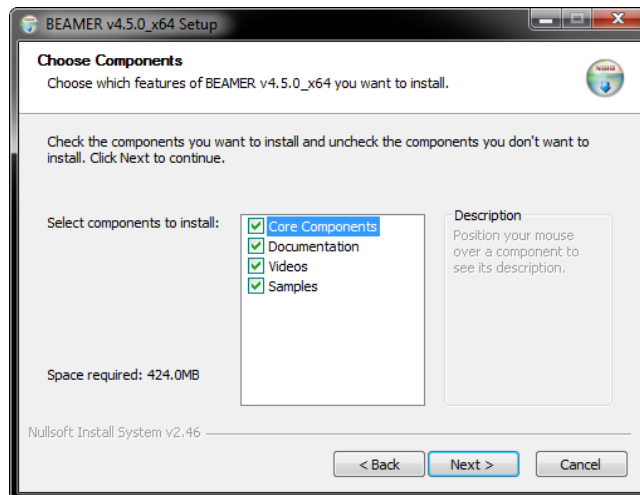 BEAMER v4.5.0_x64 Setup
Choose Components
Choose which features of BEAMER v4.5.0_x64 you want to install.
Check the components you want to install and uncheck the components you don't want to
install. Click Next to continue.
Select components to install:
Core Components
Documentation
Videos
Samples
Description
Position your mouse
over a component to
see its description.
Space required: 424.0MB
Nullsoft Install System v2.46
< Back
Next >
Cancel